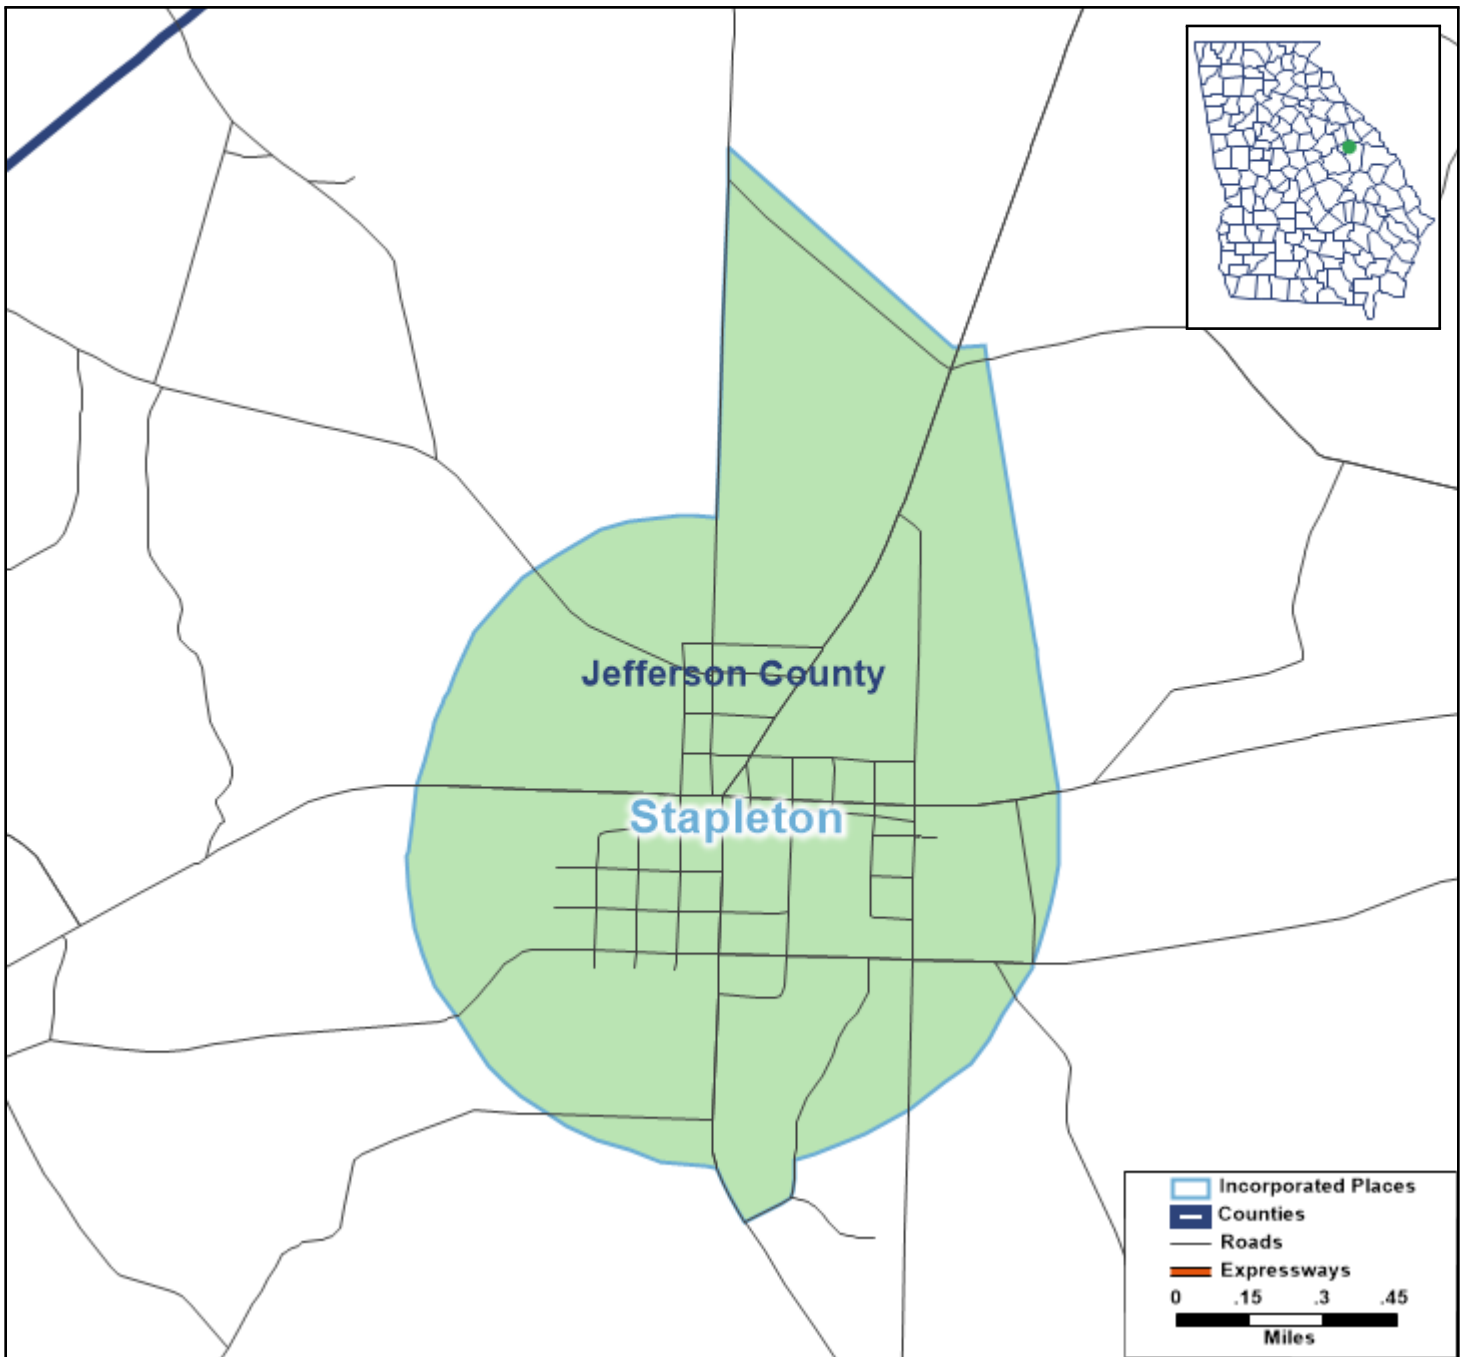 Jefferson County
Stapleton
Incorporated Places
Counties
Roads
Expressways
0 .15 .3 .45
Miles